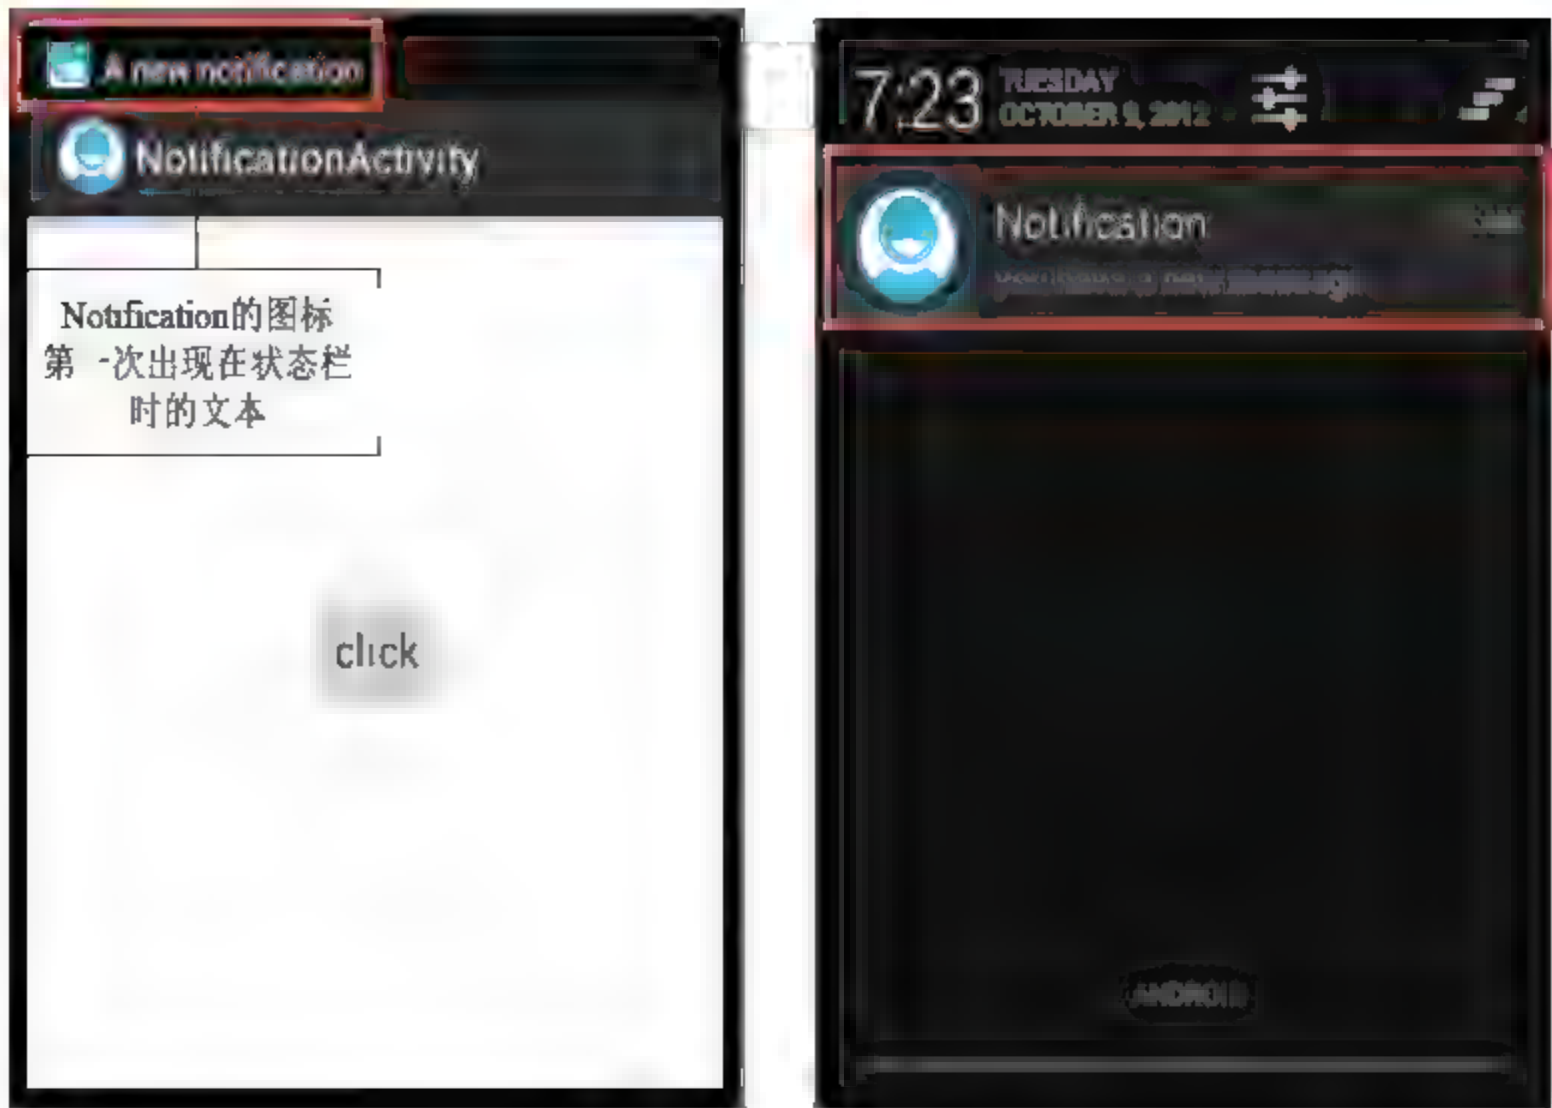 A new notification
NotificationActivity
Notification的图标
第一次出现在状态栏
时的文本
click
7:23
TUESDAY
OCTOBER 9, 2012
Notification
ANDROID